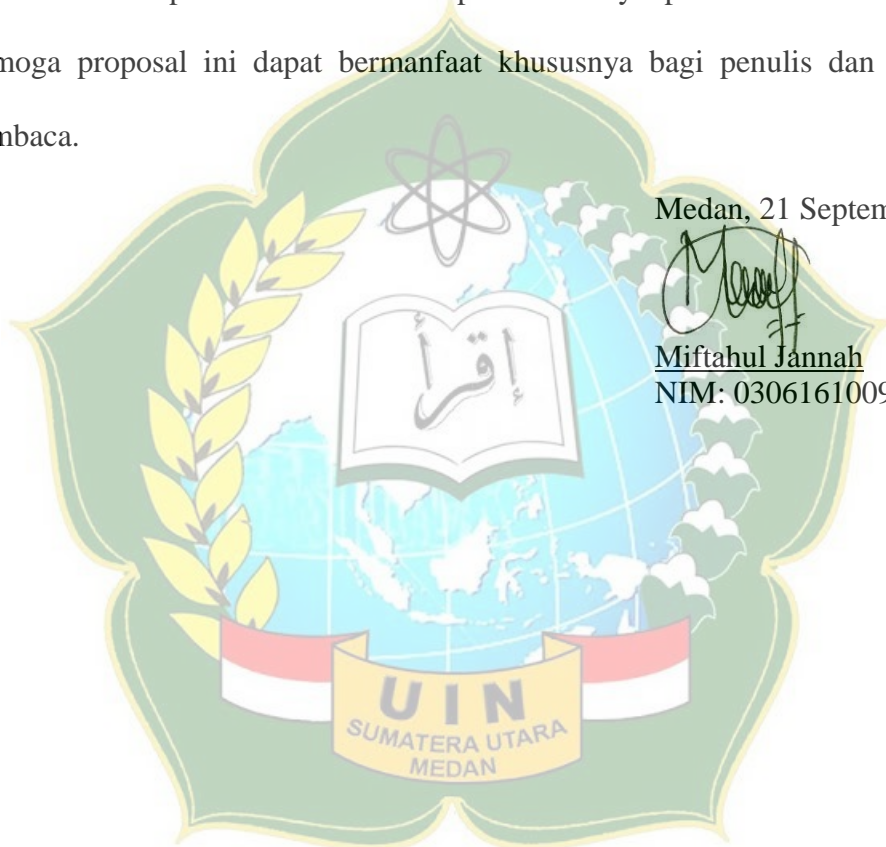 moga proposal ini dapat bermanfaat khususnya bagi penulis dan
mbaca.
Medan, 21 Septem
Miftahul Jannah
NIM: 0306161009
إقرأ
UIN
SUMATERA UTARA
MEDAN